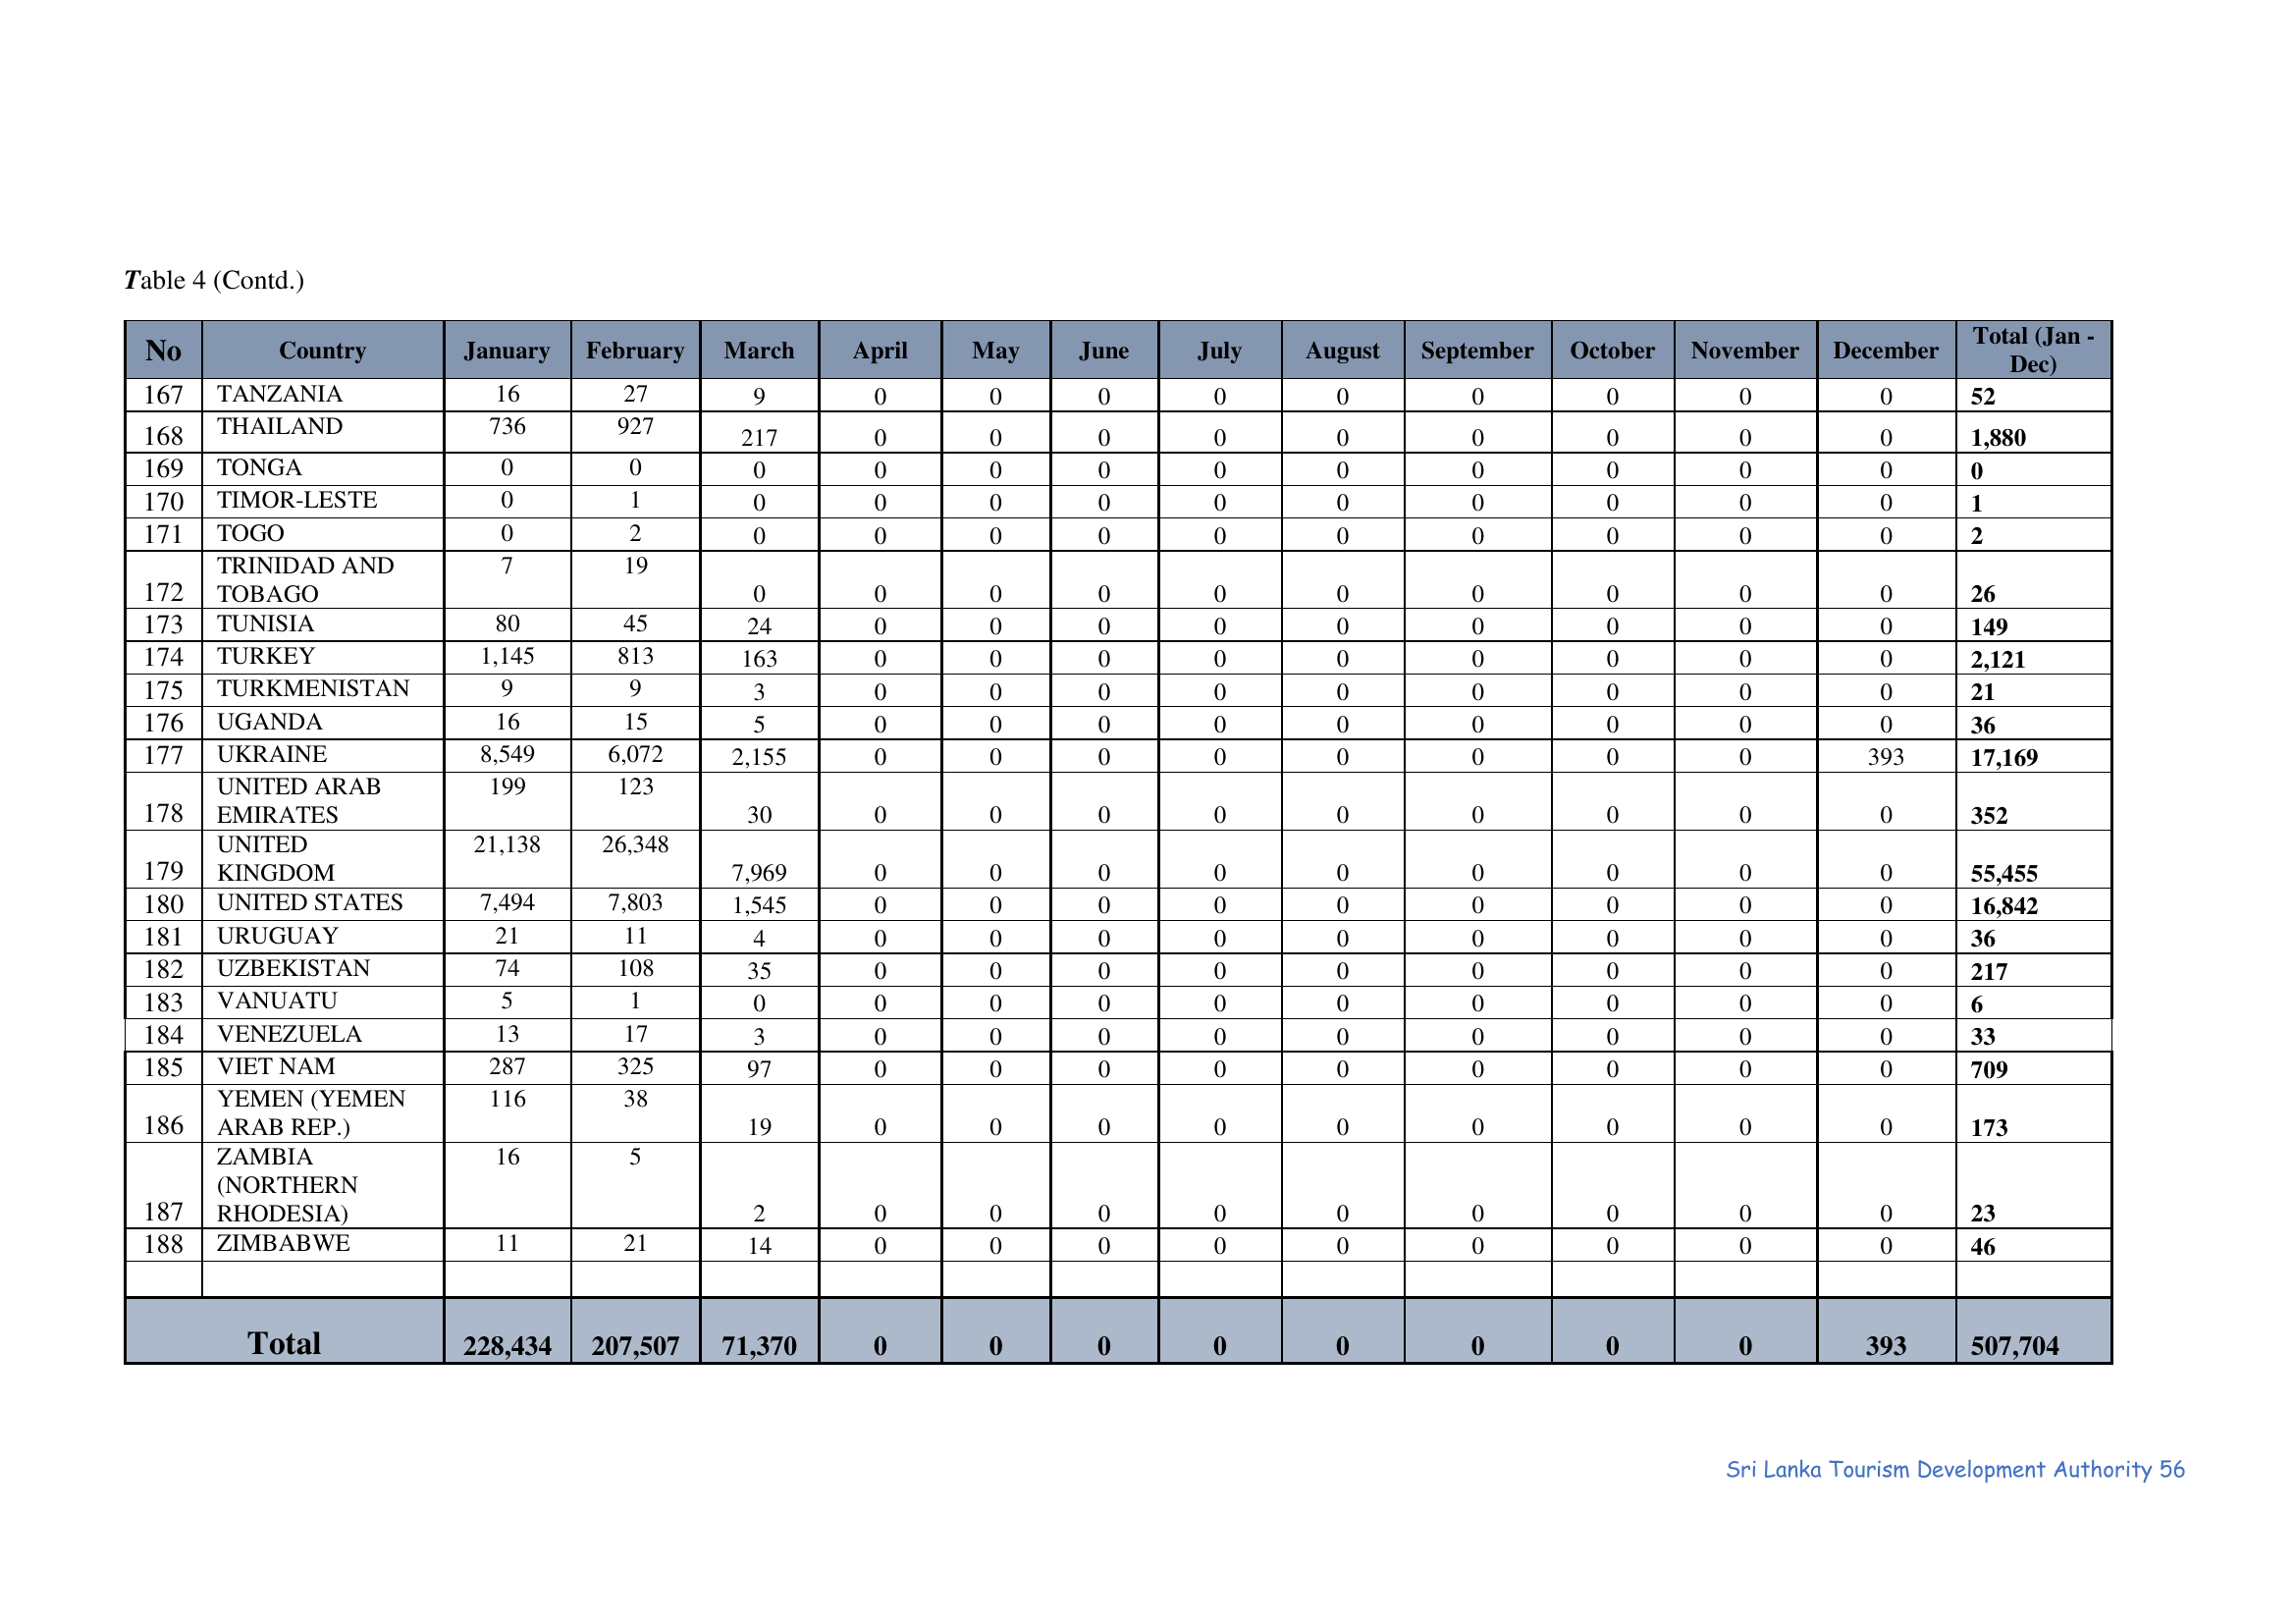 Table 4 (Contd.)
No Country January February March April May June July August September October November December Total (Jan - Dec)
167 TANZANIA 16 27 9 0 0 0 0 0 0 0 0 0 52
168 THAILAND 736 927 217 0 0 0 0 0 0 0 0 0 1,880
169 TONGA 0 0 0 0 0 0 0 0 0 0 0 0 0
170 TIMOR-LESTE 0 1 0 0 0 0 0 0 0 0 0 0 1
171 TOGO 0 2 0 0 0 0 0 0 0 0 0 0 2
172 TRINIDAD AND TOBAGO 7 19 0 0 0 0 0 0 0 0 0 0 26
173 TUNISIA 80 45 24 0 0 0 0 0 0 0 0 0 149
174 TURKEY 1,145 813 163 0 0 0 0 0 0 0 0 0 2,121
175 TURKMENISTAN 9 9 3 0 0 0 0 0 0 0 0 0 21
176 UGANDA 16 15 5 0 0 0 0 0 0 0 0 0 36
177 UKRAINE 8,549 6,072 2,155 0 0 0 0 0 0 0 0 393 17,169
178 UNITED ARAB EMIRATES 199 123 30 0 0 0 0 0 0 0 0 0 352
179 UNITED KINGDOM 21,138 26,348 7,969 0 0 0 0 0 0 0 0 0 55,455
180 UNITED STATES 7,494 7,803 1,545 0 0 0 0 0 0 0 0 0 16,842
181 URUGUAY 21 11 4 0 0 0 0 0 0 0 0 0 36
182 UZBEKISTAN 74 108 35 0 0 0 0 0 0 0 0 0 217
183 VANUATU 5 1 0 0 0 0 0 0 0 0 0 0 6
184 VENEZUELA 13 17 3 0 0 0 0 0 0 0 0 0 33
185 VIET NAM 287 325 97 0 0 0 0 0 0 0 0 0 709
186 YEMEN (YEMEN ARAB REP.) 116 38 19 0 0 0 0 0 0 0 0 0 173
187 ZAMBIA (NORTHERN RHODESIA) 16 5 2 0 0 0 0 0 0 0 0 0 23
188 ZIMBABWE 11 21 14 0 0 0 0 0 0 0 0 0 46
Total 228,434 207,507 71,370 0 0 0 0 0 0 0 0 393 507,704
Sri Lanka Tourism Development Authority 56